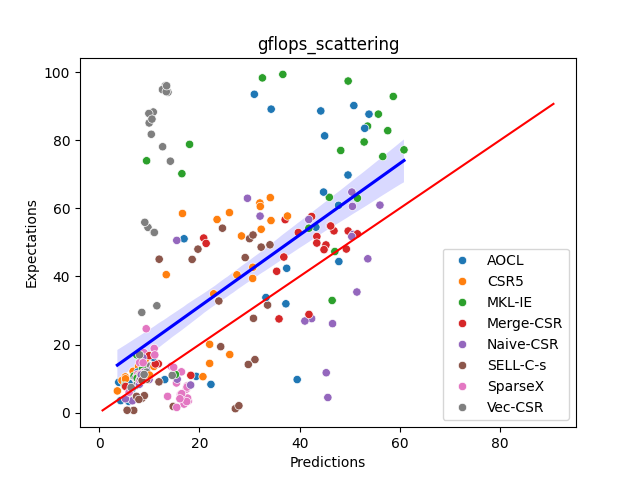 gflops_scattering
Expectations
100
80
60
40
20
0
0
20
40
60
80
Predictions
AOCL
CSR5
MKL-IE
Merge-CSR
Naive-CSR
SELL-C-s
SparseX
Vec-CSR